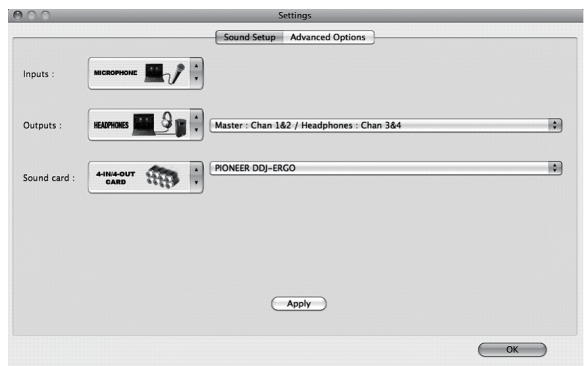 Settings
Sound Setup Advanced Options
Inputs :
MICROPHONE
Outputs :
HEADPHONES
Master : Chan 1&2 / Headphones : Chan 3&4
Sound card :
4-IN/4-OUT
CARD
PIONEER DDJ-ERGO
Apply
OK